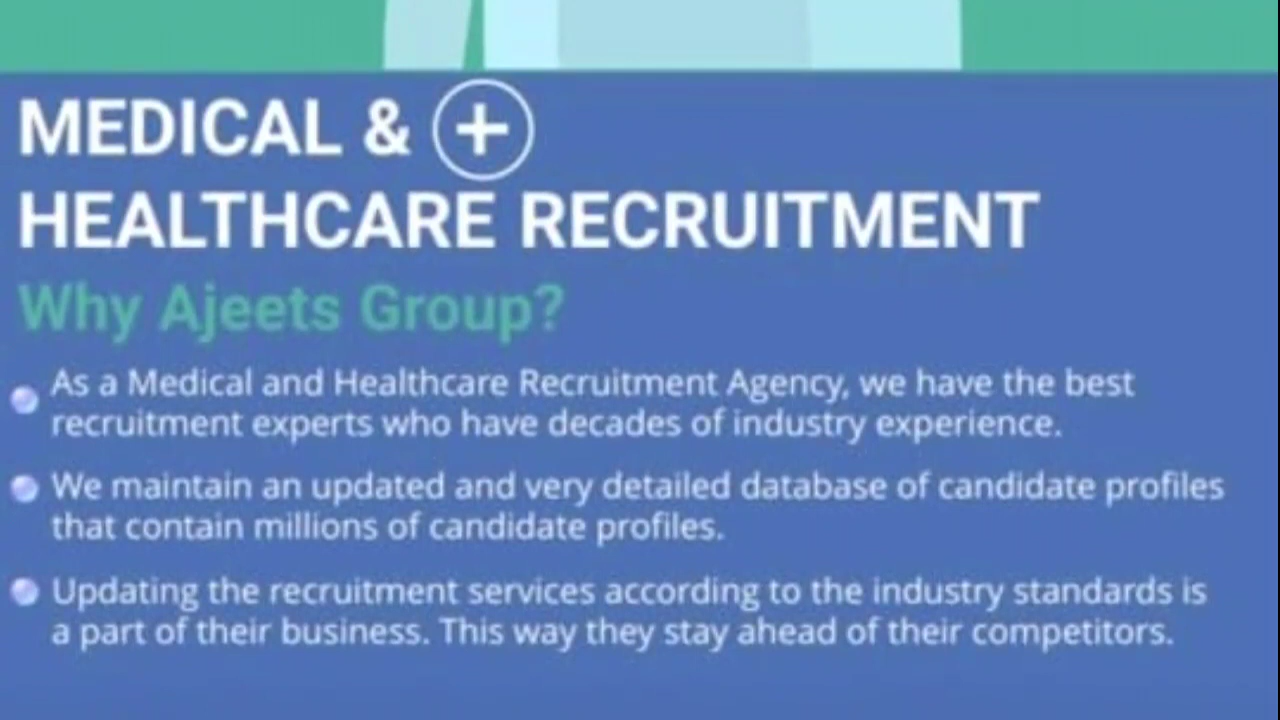 MEDICAL & +
HEALTHCARE RECRUITMENT
Why Ajeets Group?
As a Medical and Healthcare Recruitment Agency, we have the best
recruitment experts who have decades of industry experience.
We maintain an updated and very detailed database of candidate profiles
that contain millions of candidate profiles.
Updating the recruitment services according to the industry standards is
a part of their business. This way they stay ahead of their competitors.